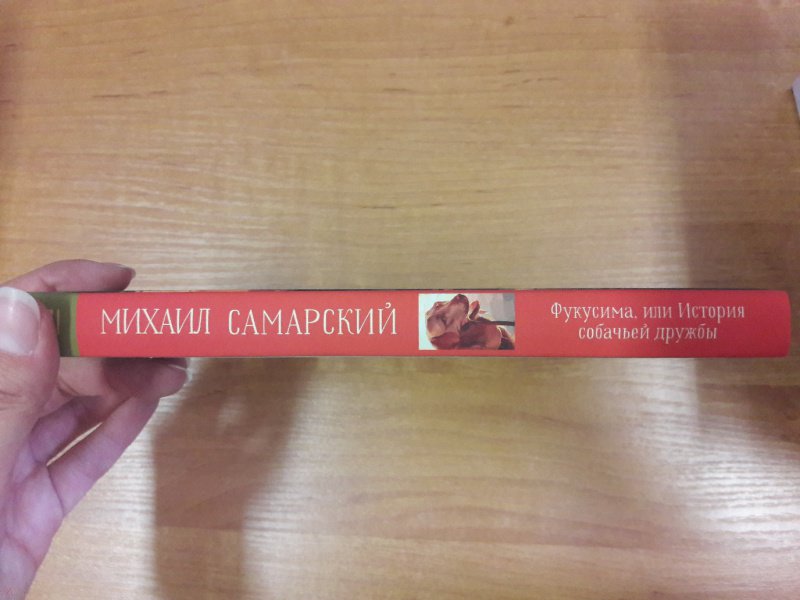 МИХАИЛ САМАРСКИЙ
Фукусима, или История
собачьей дружбы